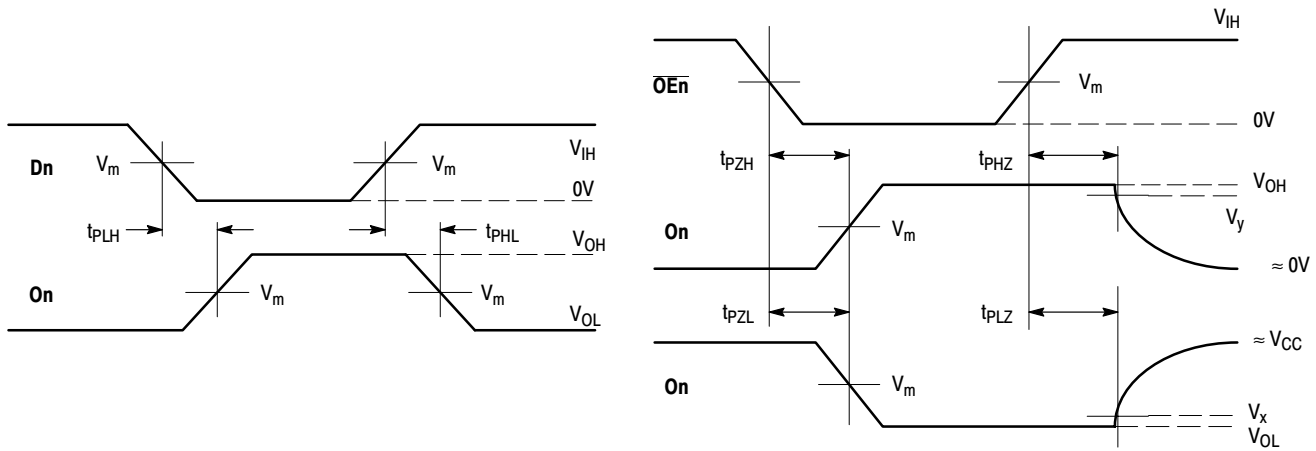 Dn
V_m
V_m
V_IH
0V
t_PLH
t_PHL
V_OH
On
V_m
V_m
V_OL
V_IH
OEn
V_m
0V
t_PZH
t_PHZ
V_OH
V_y
On
V_m
≈ 0V
t_PZL
t_PLZ
≈ V_CC
On
V_m
V_x
V_OL